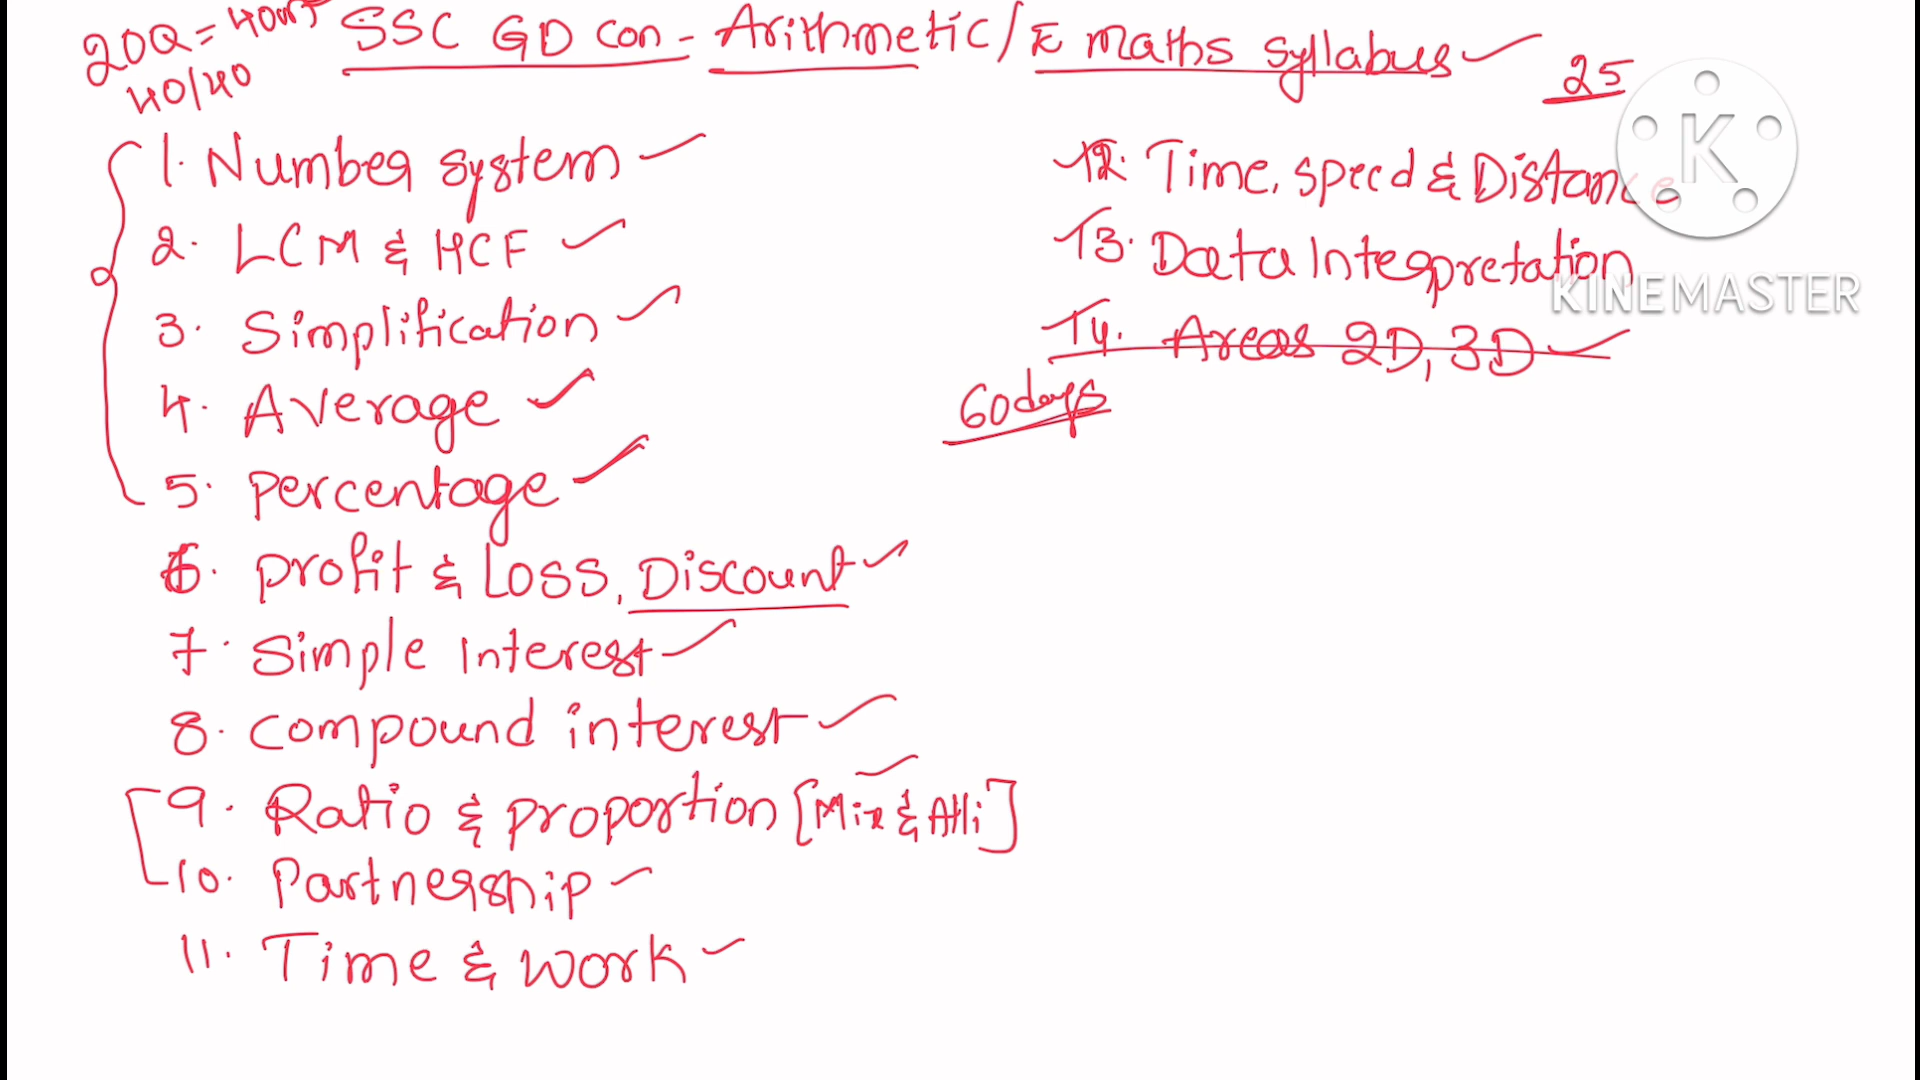 20Q = 40m
40/40
SSC GD Con - Arithmetic / E maths syllabus
25
1. Number system
2. LCM & HCF
3. Simplification
4. Average
5. Percentage
6. Profit & Loss, Discount
7. Simple Interest
8. Compound interest
9. Ratio & proportion [Mix & Alli]
10. Partnership
11. Time & Work
12. Time, Speed & Distance
13. Data Interpretation
14. Areas 2D, 3D
60 days
K
KINEMASTER